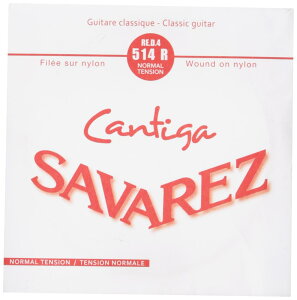 Guitare classique - Classic guitar
RE.D.4
514 R
NORMAL
TENSION
Filée sur nylon
Wound on nylon
Cantiga
SAVAREZ
NORMAL TENSION / TENSION NORMALE